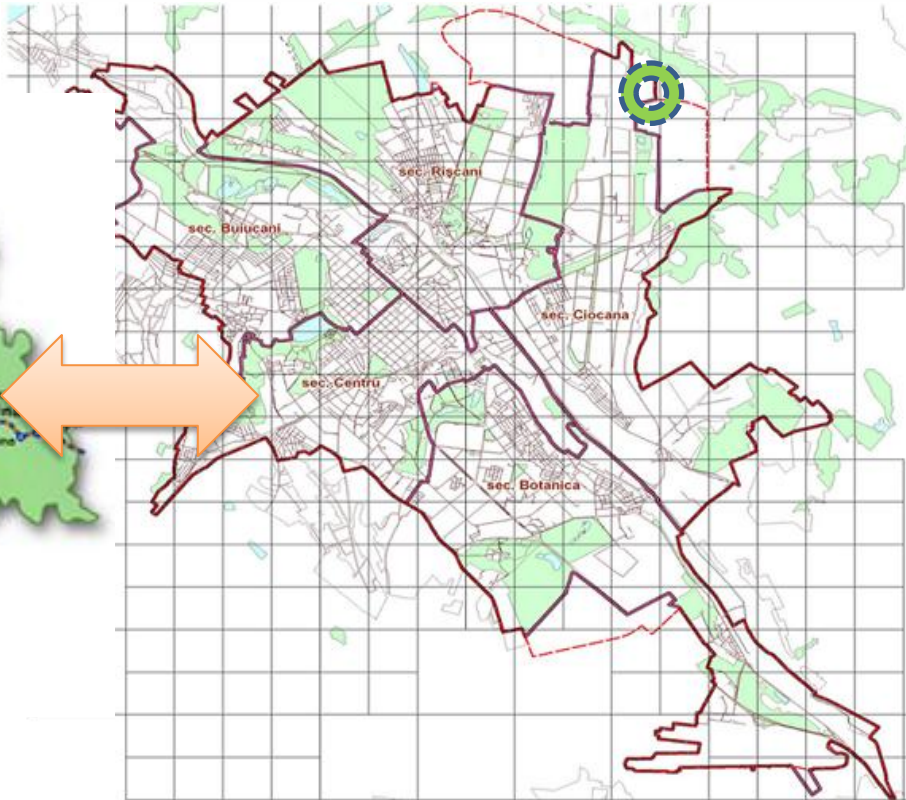 sec. Rîşcani
sec. Buiucani
sec. Ciocana
sec. Centru
sec. Botanica